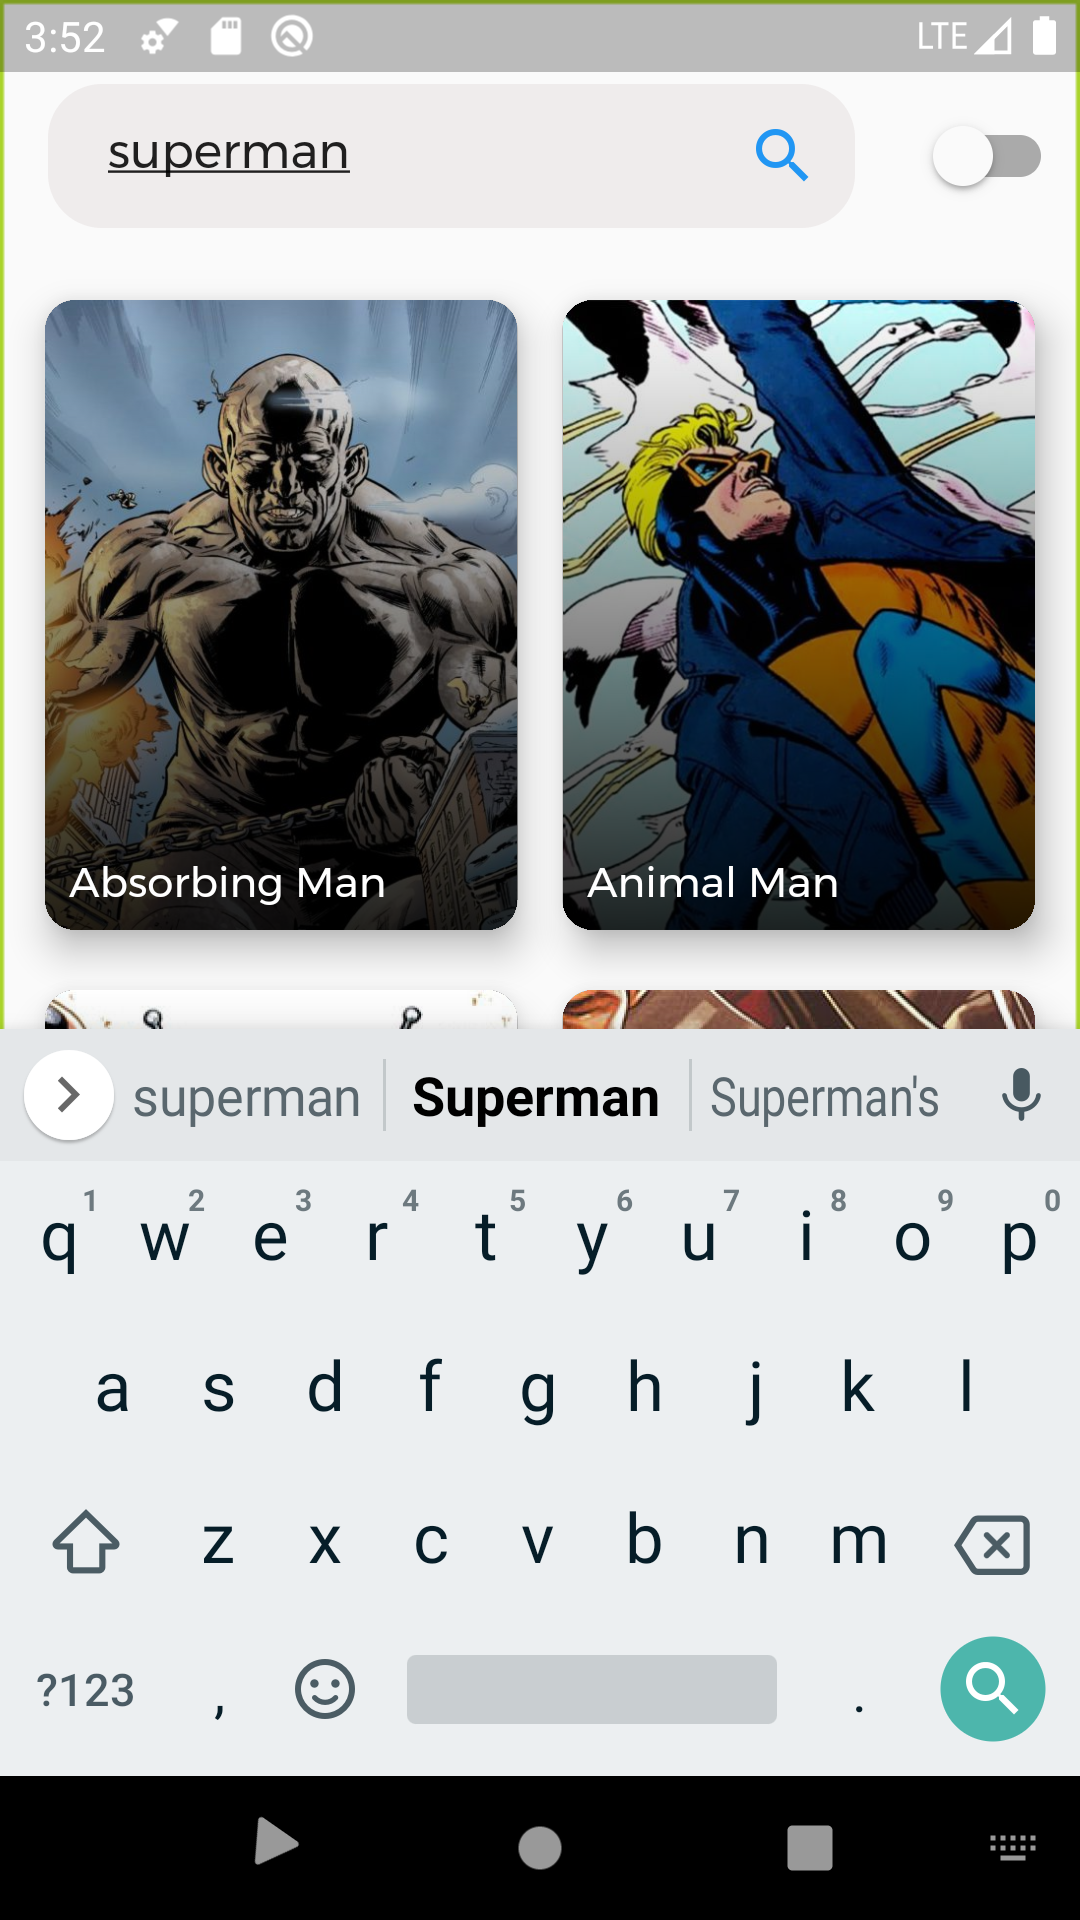 3:52 LTE
superman
Absorbing Man Animal Man
superman Superman Superman's
1 2 3 4 5 6 7 8 9 0
q w e r t y u i o p
a s d f g h j k l
z x c v b n m
?123 , .